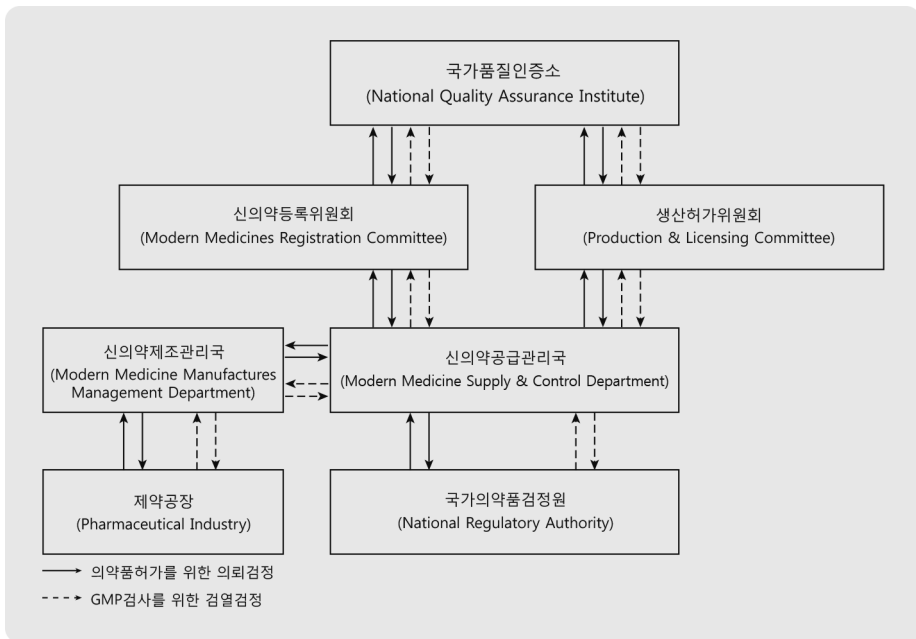 국가품질인증소
(National Quality Assurance Institute)
신의약등록위원회
(Modern Medicines Registration Committee)
생산허가위원회
(Production & Licensing Committee)
신의약제조관리국
(Modern Medicine Manufactures
Management Department)
신의약공급관리국
(Modern Medicine Supply & Control Department)
제약공장
(Pharmaceutical Industry)
국가의약품검정원
(National Regulatory Authority)
의약품허가를 위한 의뢰검정
GMP검사를 위한 검열검정